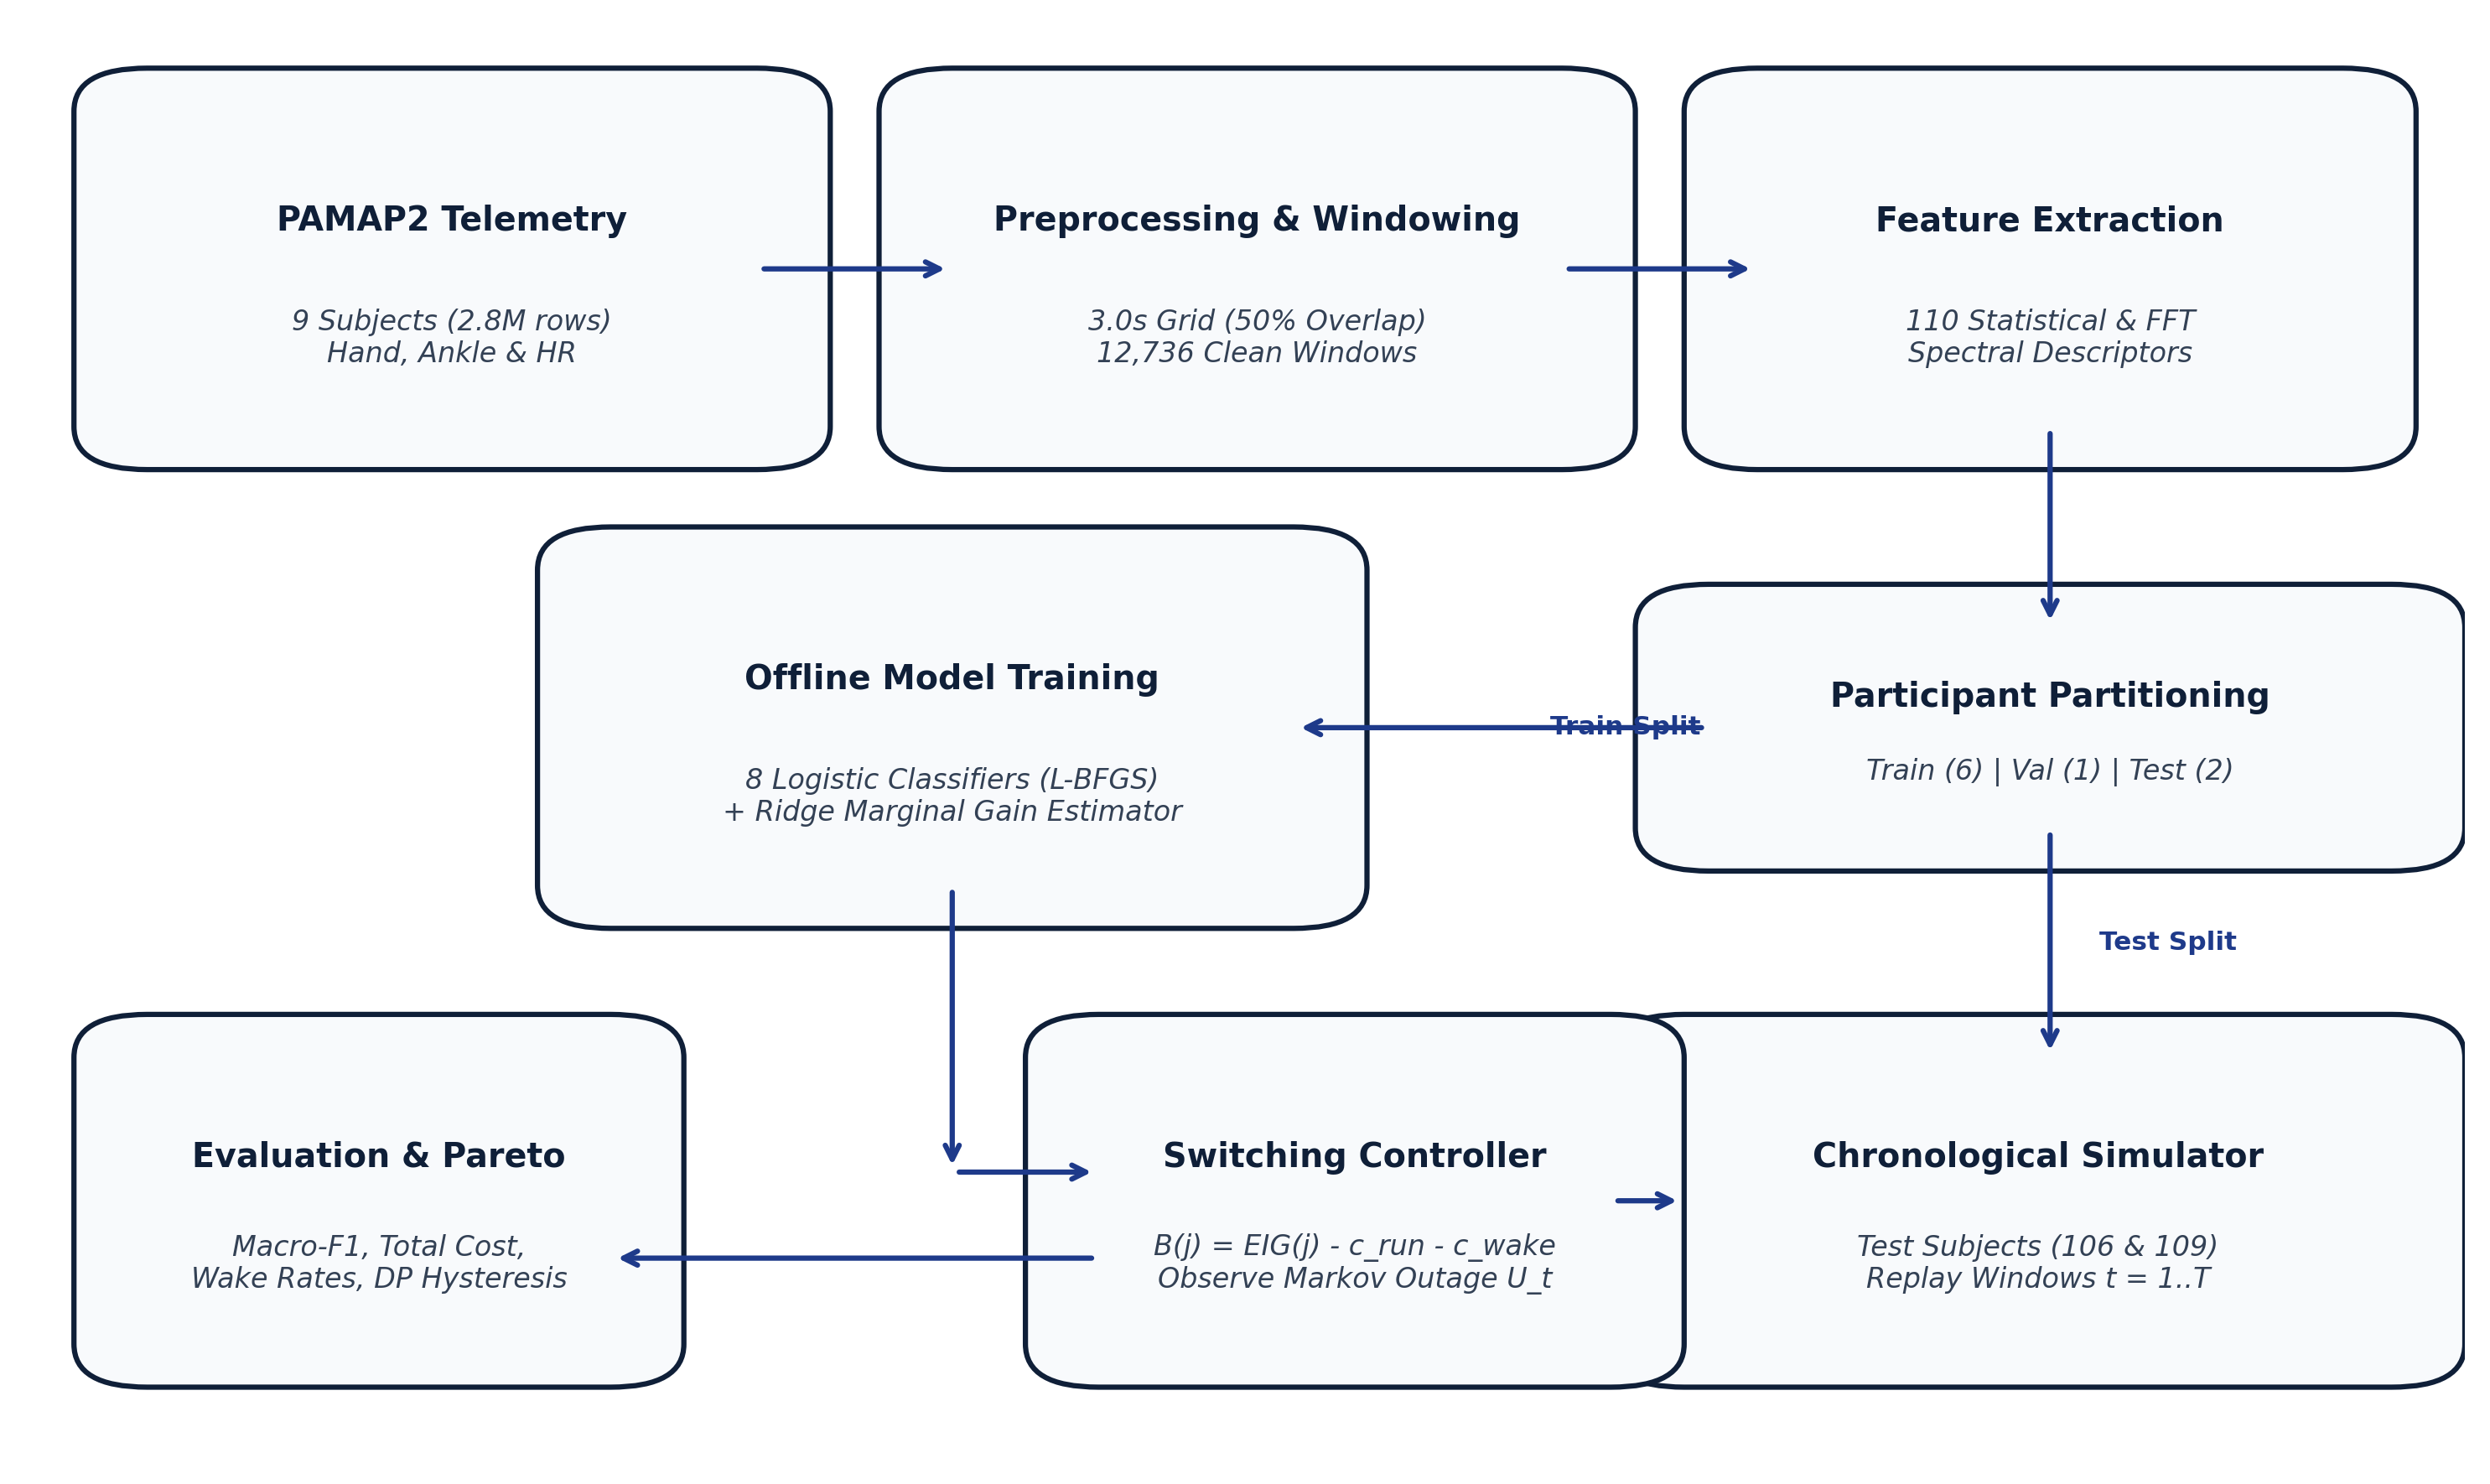 PAMAP2 Telemetry
9 Subjects (2.8M rows)
Hand, Ankle & HR
Preprocessing & Windowing
3.0s Grid (50% Overlap)
12,736 Clean Windows
Feature Extraction
110 Statistical & FFT
Spectral Descriptors
Offline Model Training
8 Logistic Classifiers (L-BFGS)
+ Ridge Marginal Gain Estimator
Train Split
Participant Partitioning
Train (6) | Val (1) | Test (2)
Test Split
Evaluation & Pareto
Macro-F1, Total Cost,
Wake Rates, DP Hysteresis
Switching Controller
B(j) = EIG(j) - c_run - c_wake
Observe Markov Outage U_t
Chronological Simulator
Test Subjects (106 & 109)
Replay Windows t = 1..T